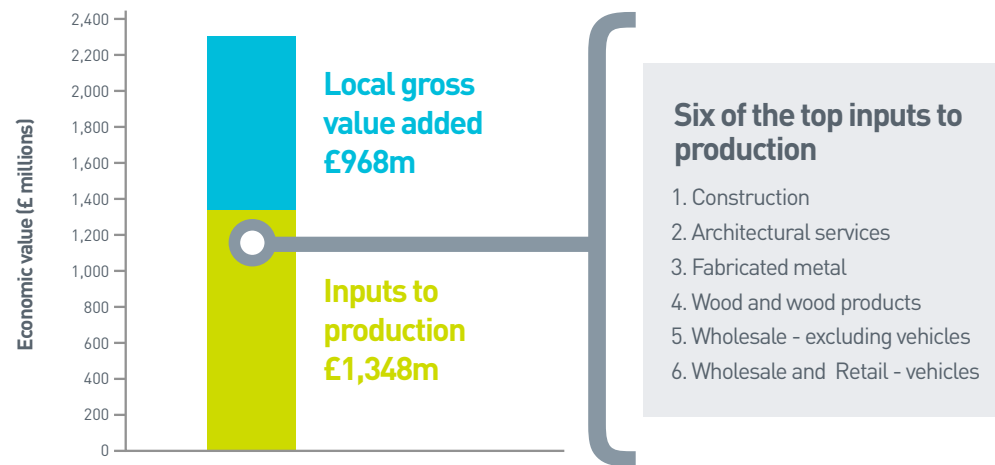 Economic value (£ millions)
2,400
2,200
2,000
1,800
1,600
1,400
1,200
1,000
800
600
400
200
0
Local gross
value added
£968m
Inputs to
production
£1,348m
Six of the top inputs to
production
1. Construction
2. Architectural services
3. Fabricated metal
4. Wood and wood products
5. Wholesale - excluding vehicles
6. Wholesale and Retail - vehicles